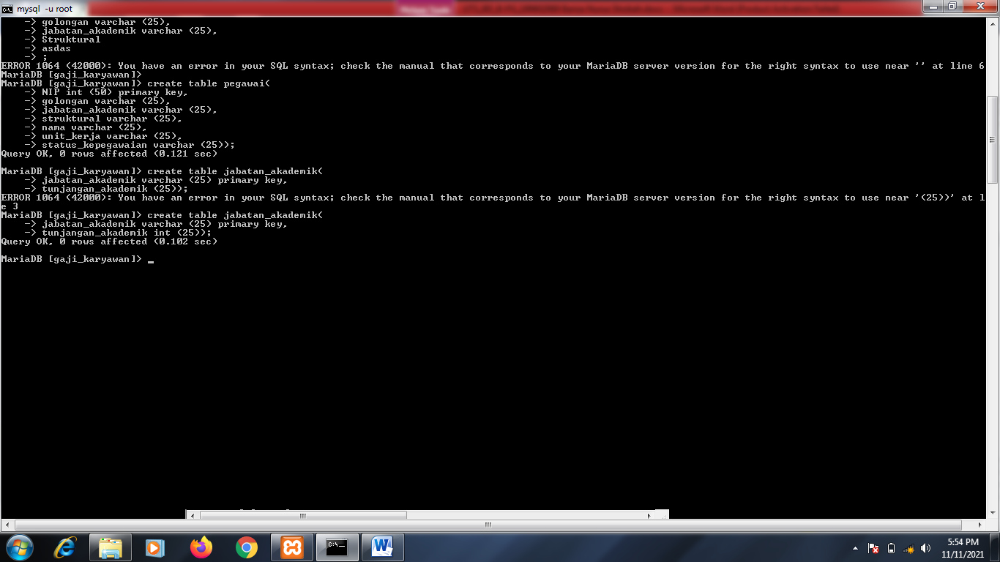 mysql -u root
-> golongan varchar (25),
-> jabatan_akademik varchar (25),
-> Struktural
-> asdas
-> ;
ERROR 1064 (42000): You have an error in your SQL syntax; check the manual that corresponds to your MariaDB server version for the right syntax to use near '' at line 6
MariaDB [gaji_karyawan]>
MariaDB [gaji_karyawan]> create table pegawai(
-> NIP int (50) primary key,
-> golongan varchar (25),
-> jabatan_akademik varchar (25),
-> struktural varchar (25),
-> nama varchar (25),
-> unit_kerja varchar (25),
-> status_kepegawaian varchar (25));
Query OK, 0 rows affected (0.121 sec)
MariaDB [gaji_karyawan]> create table jabatan_akademik(
-> jabatan_akademik varchar (25) primary key,
-> tunjangan_akademik (25));
ERROR 1064 (42000): You have an error in your SQL syntax; check the manual that corresponds to your MariaDB server version for the right syntax to use near '(25))' at l
e 3
MariaDB [gaji_karyawan]> create table jabatan_akademik(
-> jabatan_akademik varchar (25) primary key,
-> tunjangan_akademik int (25));
Query OK, 0 rows affected (0.102 sec)
MariaDB [gaji_karyawan]> _
5:54 PM
11/11/2021